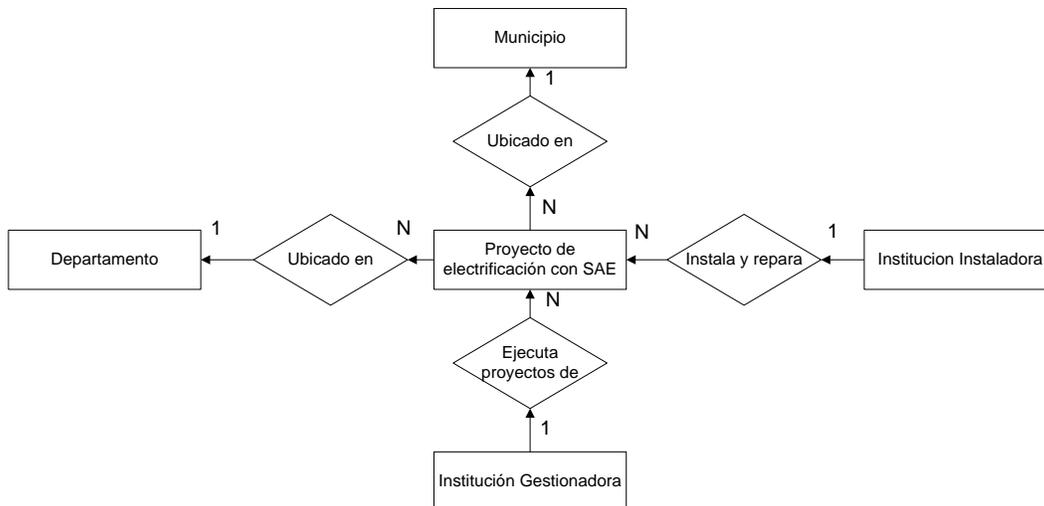 Municipio
1
Ubicado en
N
Departamento
1
Ubicado en
N
Proyecto de
electrificación con SAE
N
Instala y repara
1
Institucion Instaladora
N
Ejecuta
proyectos de
1
Institución Gestionadora